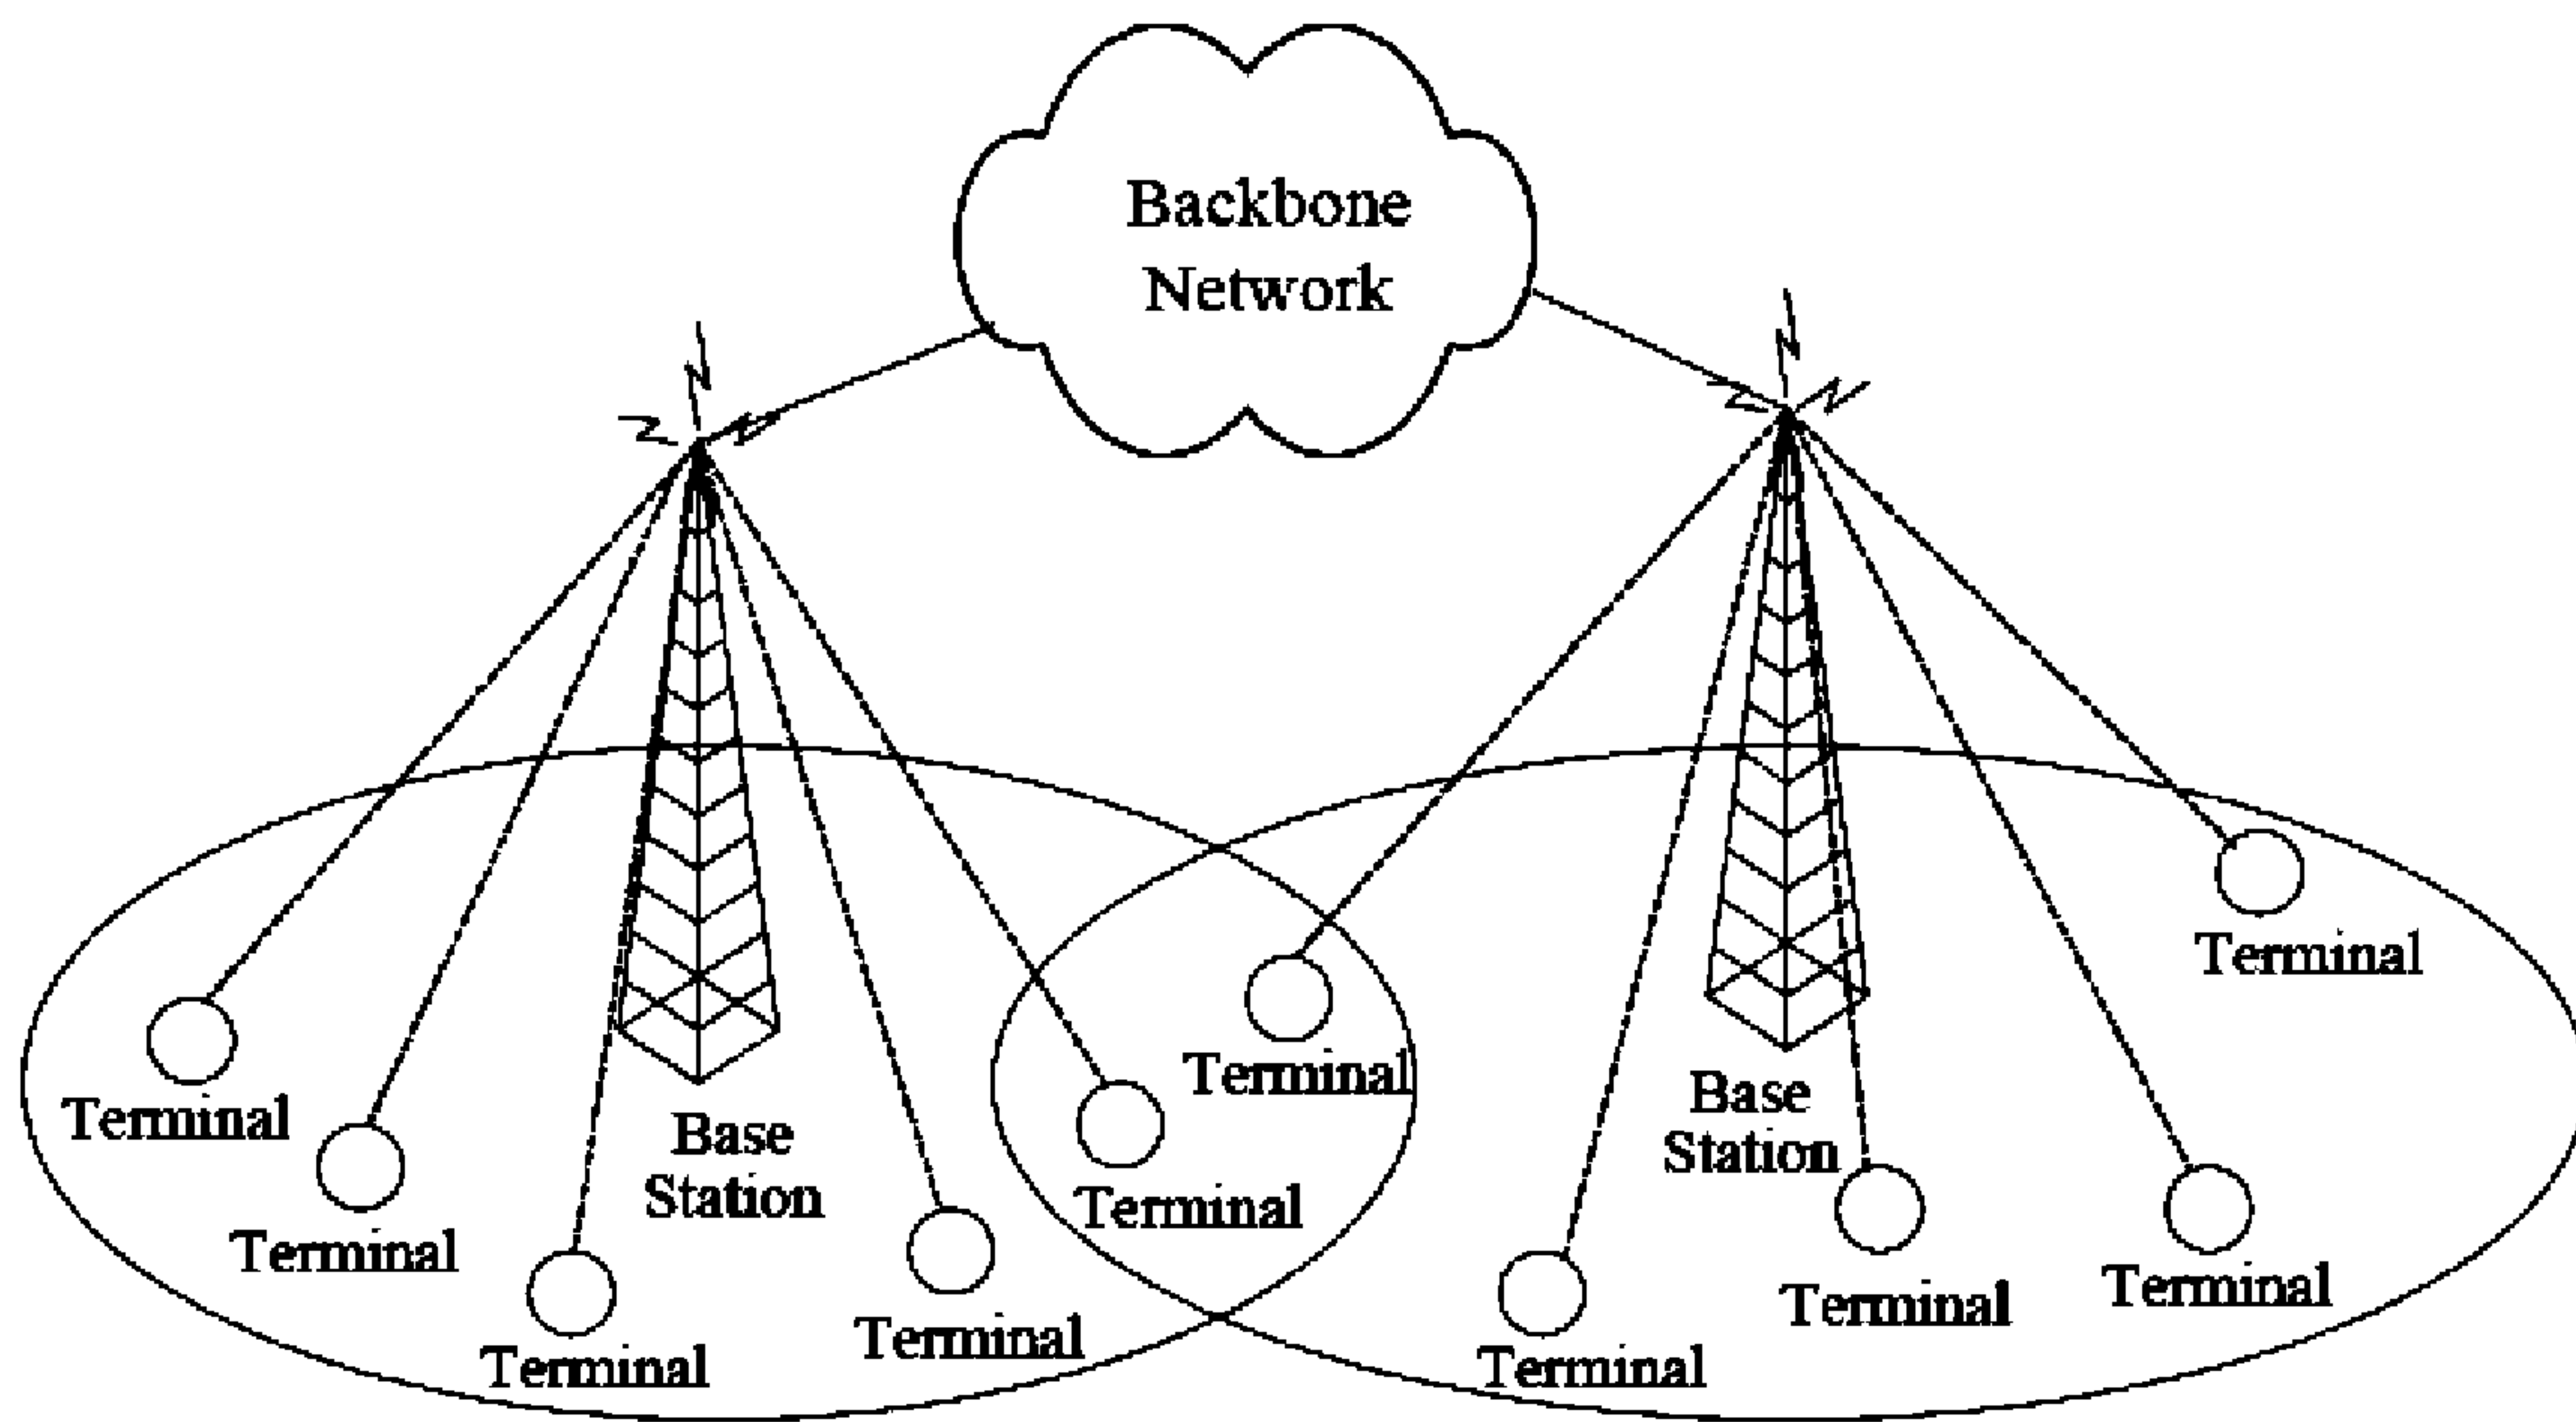 Backbone
Network
Terminal
Terminal
Terminal
Base
Station
Terminal
Terminal
Terminal
Base
Station
Terminal
Terminal
Terminal
Terminal